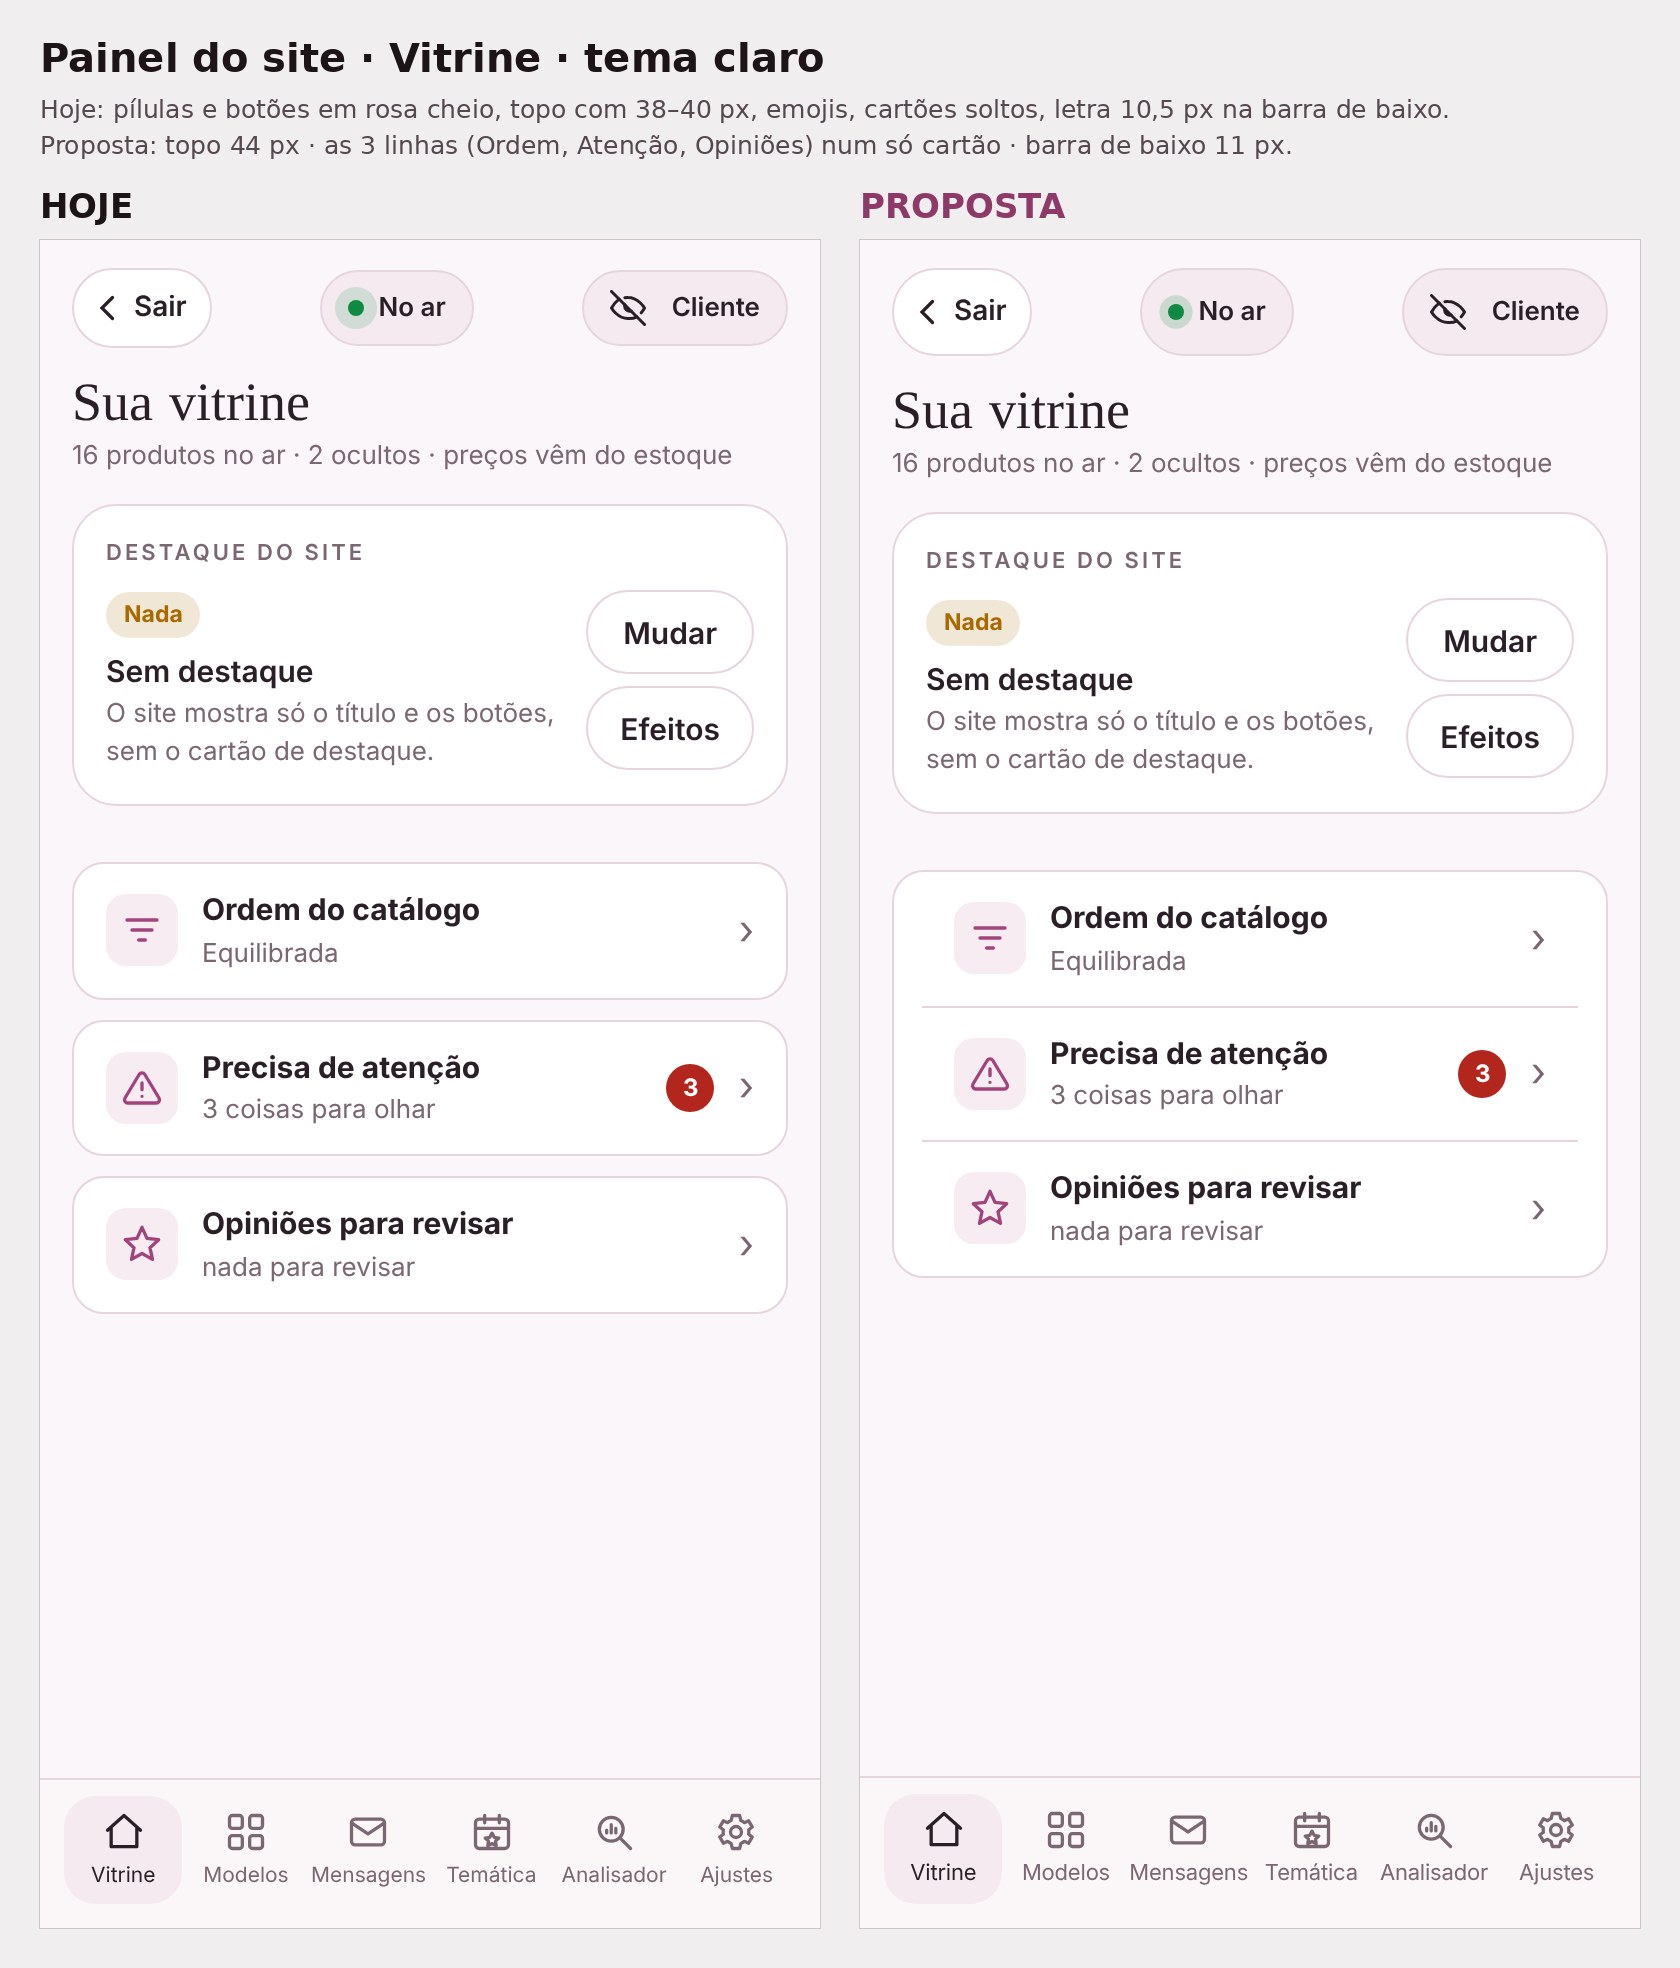 Painel do site · Vitrine · tema claro
Hoje: pílulas e botões em rosa cheio, topo com 38–40 px, emojis, cartões soltos, letra 10,5 px na barra de baixo.
Proposta: topo 44 px · as 3 linhas (Ordem, Atenção, Opiniões) num só cartão · barra de baixo 11 px.
HOJE
Sair
No ar
Cliente
Sua vitrine
16 produtos no ar · 2 ocultos · preços vêm do estoque
DESTAQUE DO SITE
Nada
Sem destaque
O site mostra só o título e os botões,
sem o cartão de destaque.
Mudar
Efeitos
Ordem do catálogo
Equilibrada
Precisa de atenção
3 coisas para olhar
3
Opiniões para revisar
nada para revisar
Vitrine
Modelos
Mensagens
Temática
Analisador
Ajustes
PROPOSTA
Sair
No ar
Cliente
Sua vitrine
16 produtos no ar · 2 ocultos · preços vêm do estoque
DESTAQUE DO SITE
Nada
Sem destaque
O site mostra só o título e os botões,
sem o cartão de destaque.
Mudar
Efeitos
Ordem do catálogo
Equilibrada
Precisa de atenção
3 coisas para olhar
3
Opiniões para revisar
nada para revisar
Vitrine
Modelos
Mensagens
Temática
Analisador
Ajustes